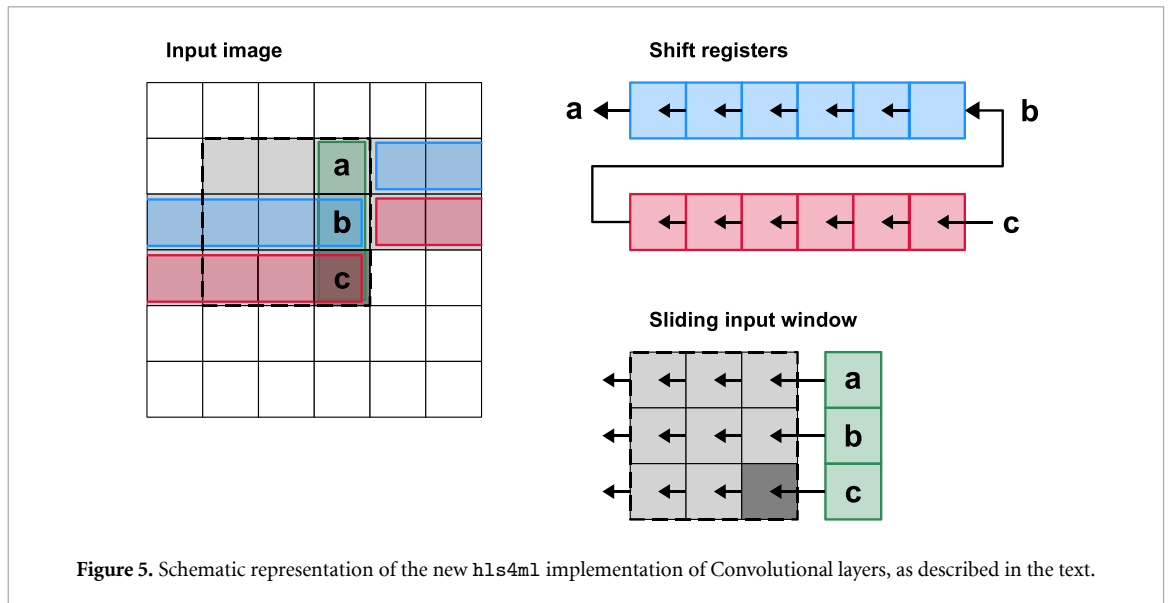 Input image
Shift registers
a
b
c
a
b
c
Sliding input window
a
b
c
Figure 5. Schematic representation of the new hls4ml implementation of Convolutional layers, as described in the text.